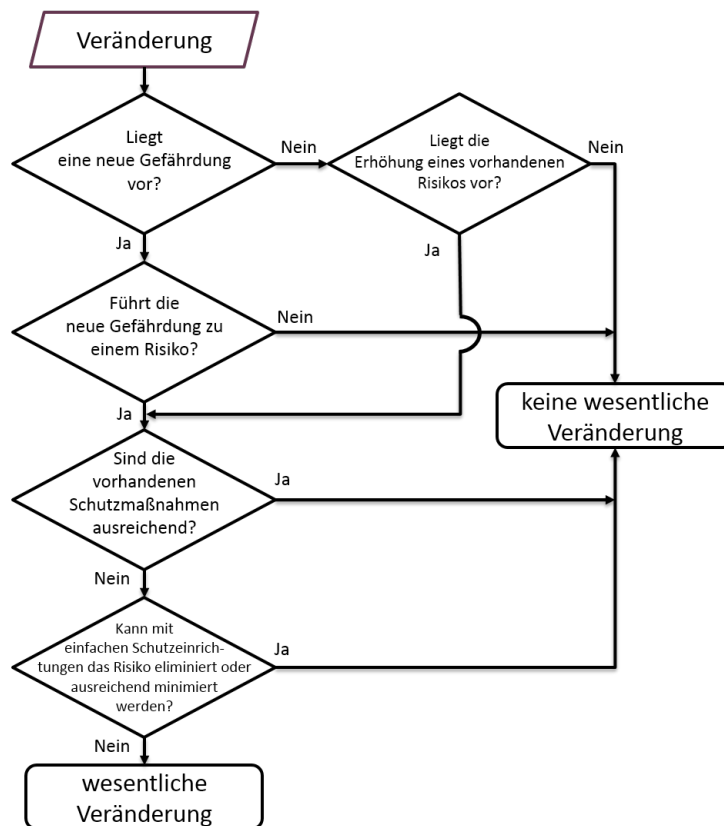 Veränderung
Liegt
eine neue Gefährdung
vor?
Nein
Liegt die
Erhöhung eines vorhandenen
Risikos vor?
Nein
Ja
Ja
Führt die
neue Gefährdung zu
einem Risiko?
Nein
Ja
keine wesentliche
Veränderung
Sind die
vorhandenen
Schutzmaßnahmen
ausreichend?
Ja
Nein
Kann mit
einfachen Schutzeinrich-
tungen das Risiko eliminiert oder
ausreichend minimiert
werden?
Ja
Nein
wesentliche
Veränderung